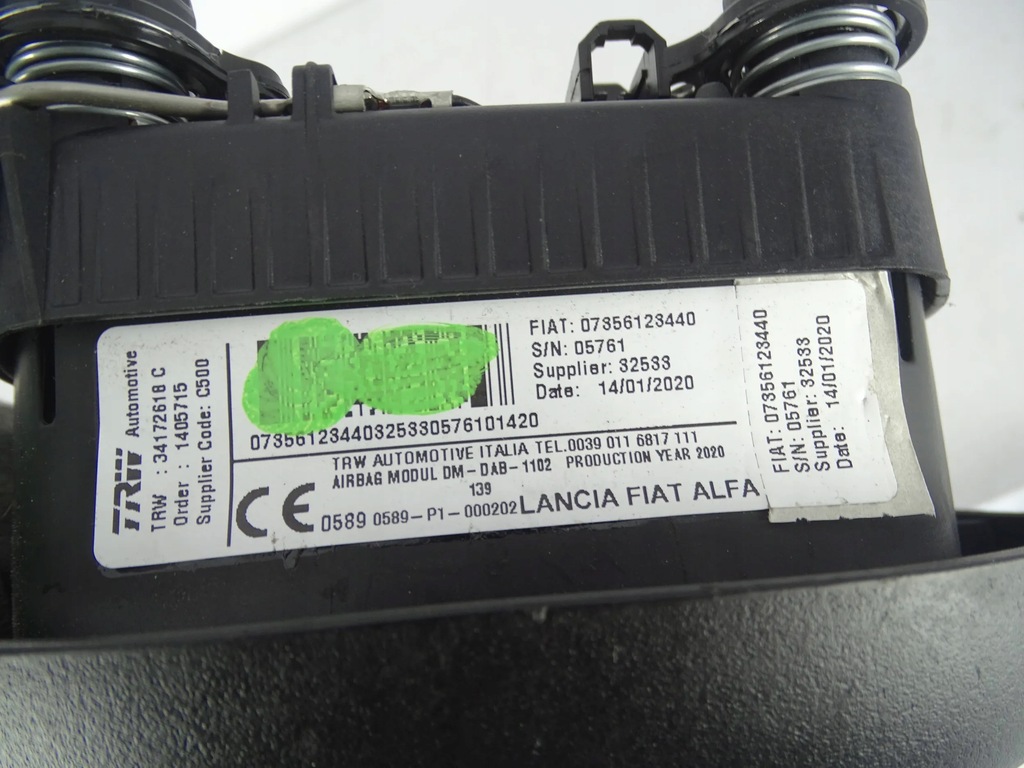 TRW Automotive
TRW : 34172618 C
Order : 1405715
Supplier Code: C500
FIAT: 07356123440
S/N: 05761
Supplier: 32533
Date: 14/01/2020
07356123440325330576101420
TRW AUTOMOTIVE ITALIA TEL.0039 011 6817 111
AIRBAG MODUL DM-DAB-1102 PRODUCTION YEAR 2020
139
CE 0589 0589-P1-000202 LANCIA FIAT ALFA
FIAT: 07356123440
S/N: 05761
Supplier: 32533
Date: 14/01/2020